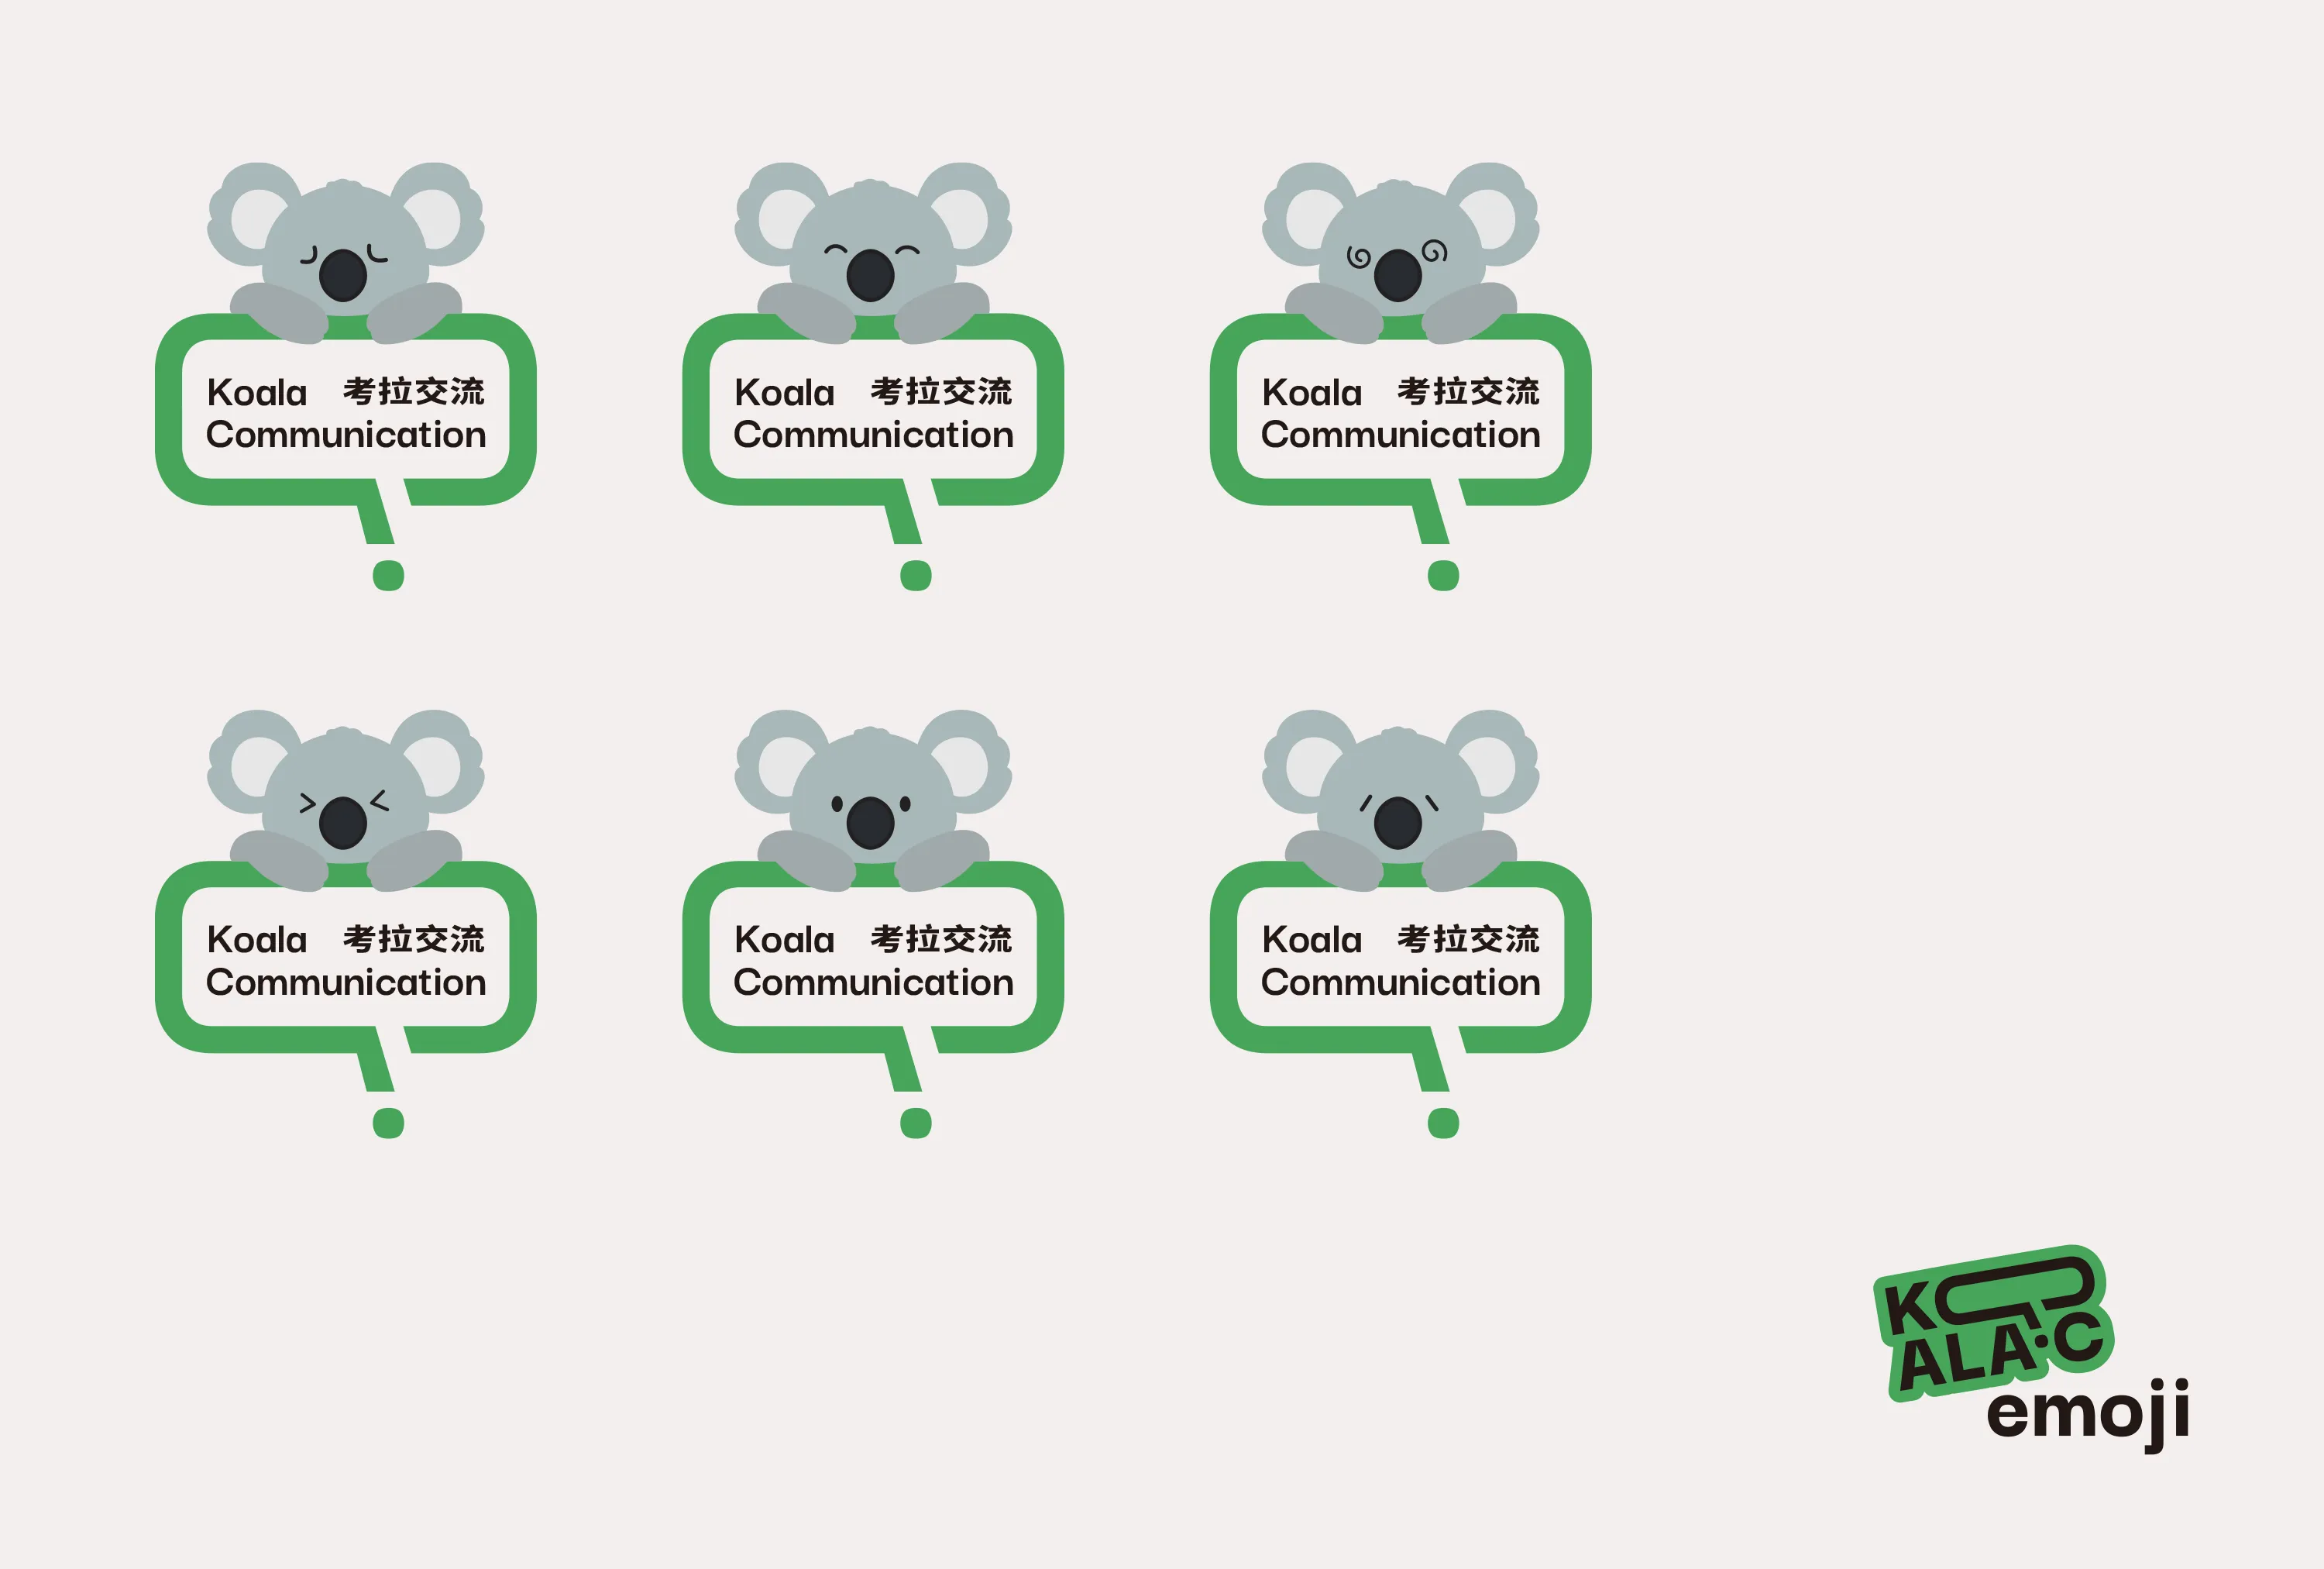 Koala 考拉交流
Communication
Koala 考拉交流
Communication
Koala 考拉交流
Communication
Koala 考拉交流
Communication
Koala 考拉交流
Communication
Koala 考拉交流
Communication
KO
ALA·C
emoji